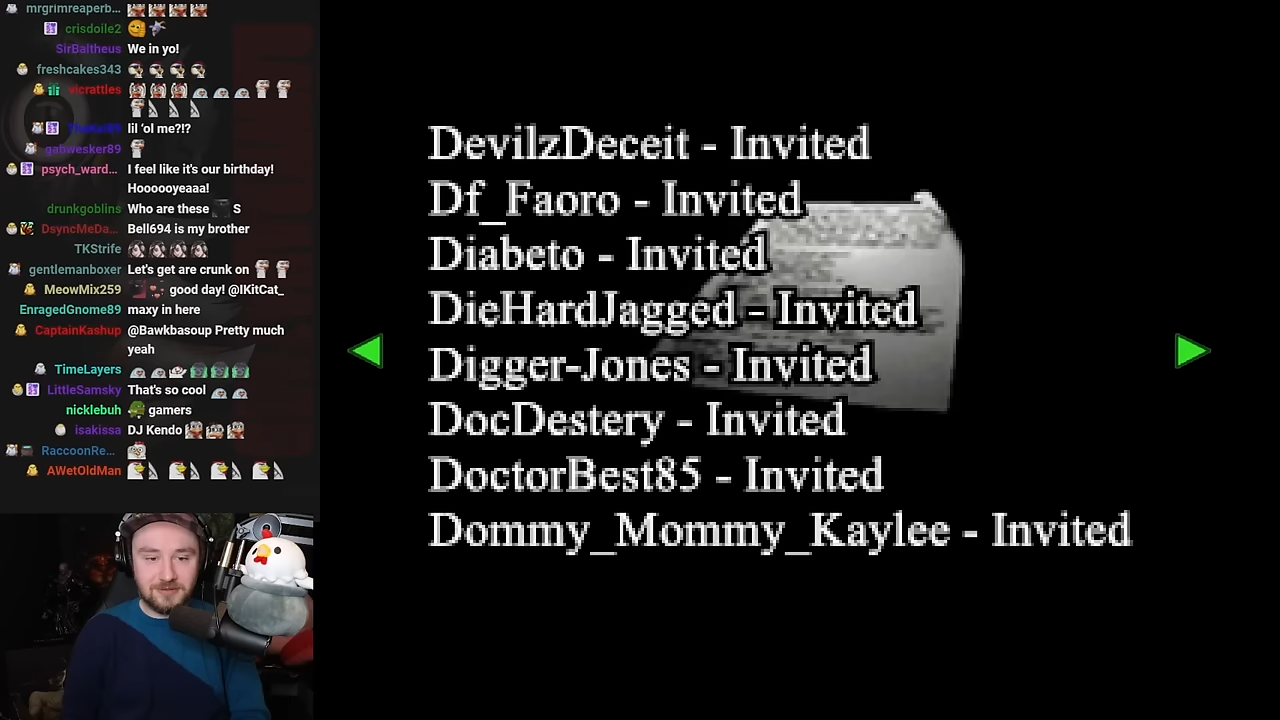 mrgrimreaperb...
crisdoile2
SirBaltheus We in yo!
freshcakes343
vicrattles
lil 'ol me?!?
gabwesker89
psych_ward... I feel like it's our birthday!
Hoooooyeaaa!
drunkgoblins Who are these S
DsyncMeDa... Bell694 is my brother
TKStrife
gentlemanboxer Let's get are crunk on
MeowMix259 good day! @IKitCat_
EnragedGnome89 maxy in here
CaptainKashup @Bawkbasoup Pretty much
yeah
TimeLayers
LittleSamsky That's so cool
nicklebuh gamers
isakissa DJ Kendo
RaccoonRe...
AWetOldMan
DevilzDeceit - Invited
Df_Faoro - Invited
Diabeto - Invited
DieHardJagged - Invited
Digger-Jones - Invited
DocDestery - Invited
DoctorBest85 - Invited
Dommy_Mommy_Kaylee - Invited